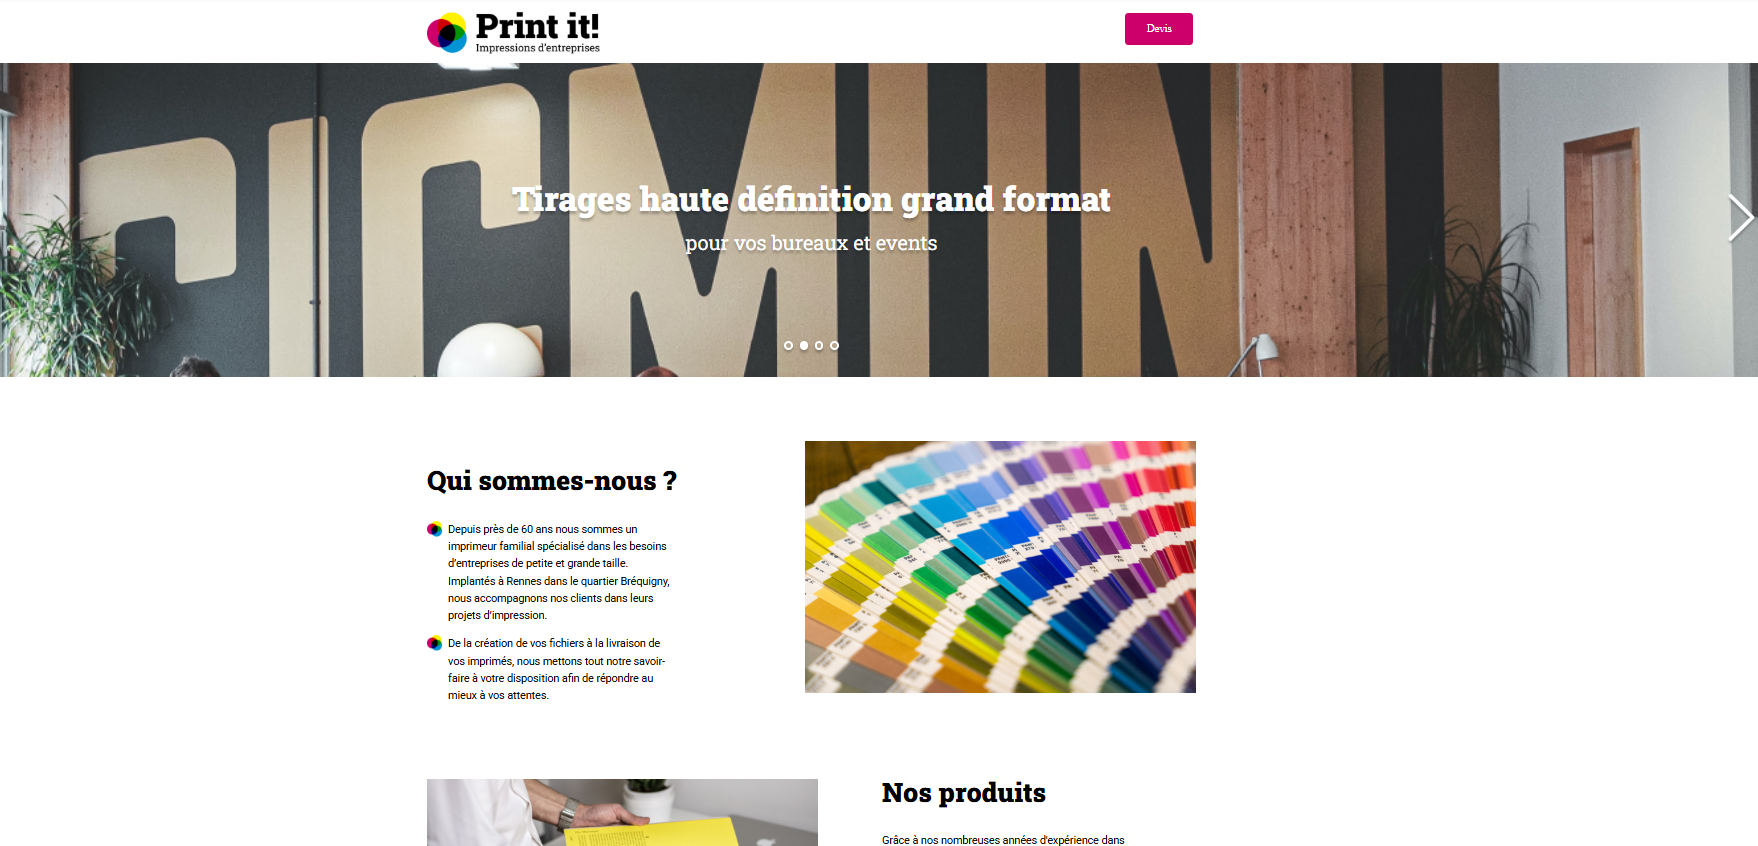 Print it!
Impressions d'entreprises
Devis
CICMUN
Tirages haute définition grand format
pour vos bureaux et events
Qui sommes-nous ?
Depuis près de 60 ans nous sommes un
imprimeur familial spécialisé dans les besoins
d'entreprises de petite et grande taille.
Implantés à Rennes dans le quartier Bréquigny,
nous accompagnons nos clients dans leurs
projets d'impression.
De la création de vos fichiers à la livraison de
vos imprimés, nous mettons tout notre savoir-
faire à votre disposition afin de répondre au
mieux à vos attentes.
Nos produits
Grâce à nos nombreuses années d'expérience dans